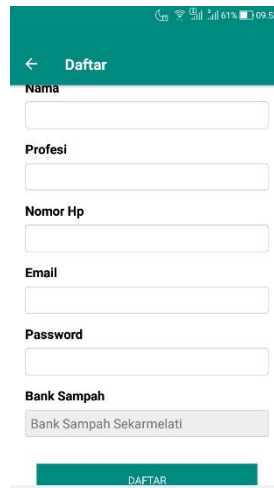 61% 09.5
Daftar
Nama
Profesi
Nomor Hp
Email
Password
Bank Sampah
Bank Sampah Sekarmelati
DAFTAR